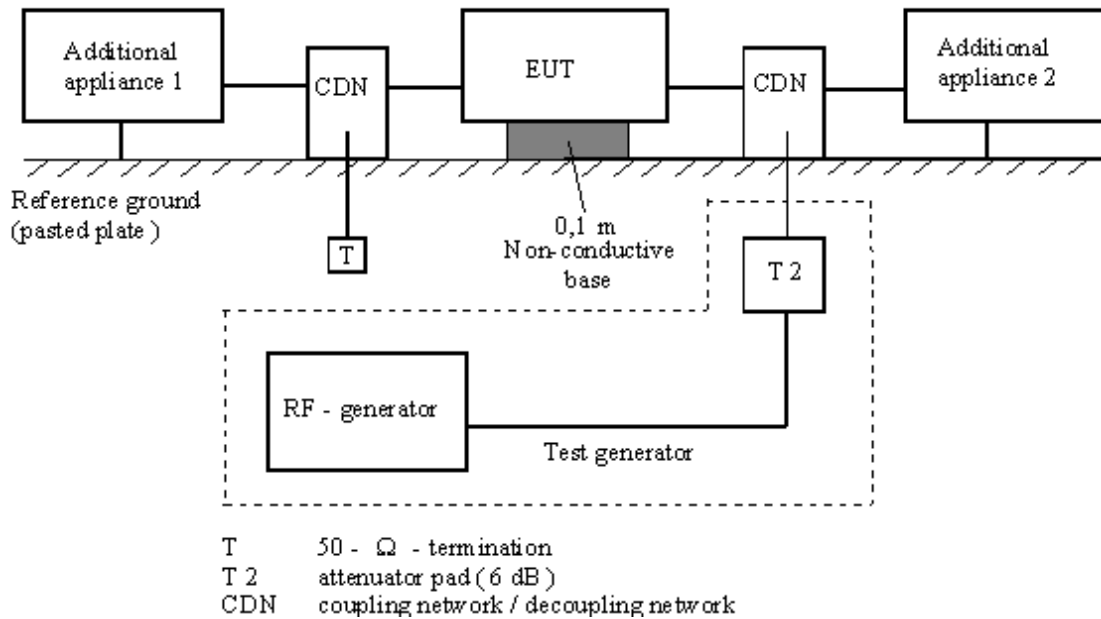 Additional
appliance 1
CDN
EUT
CDN
Additional
appliance 2
Reference ground
(pasted plate )
0,1 m
Non-conductive
base
T
T 2
RF - generator
Test generator
T 50 - Ω - termination
T 2 attenuator pad ( 6 dB )
CDN coupling network / decoupling network